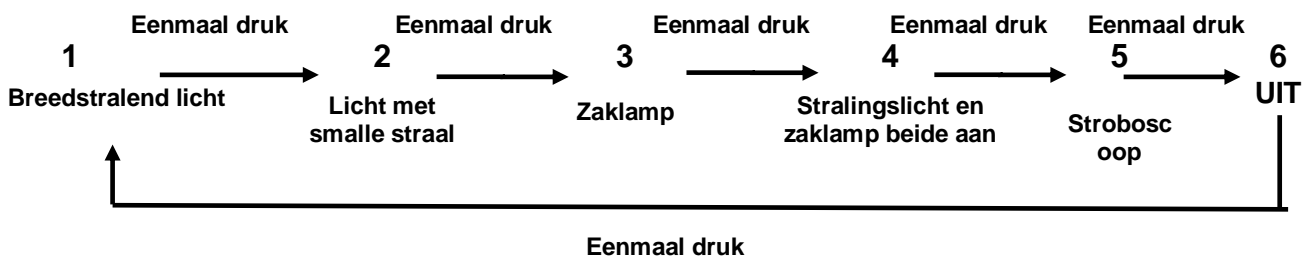 Eenmaal druk
Eenmaal druk
Eenmaal druk
Eenmaal druk
Eenmaal druk
1
2
3
4
5
6
Breedstralend licht
Licht met
smalle straal
Zaklamp
Stralingslicht en
zaklamp beide aan
Strobosc
oop
UIT
Eenmaal druk